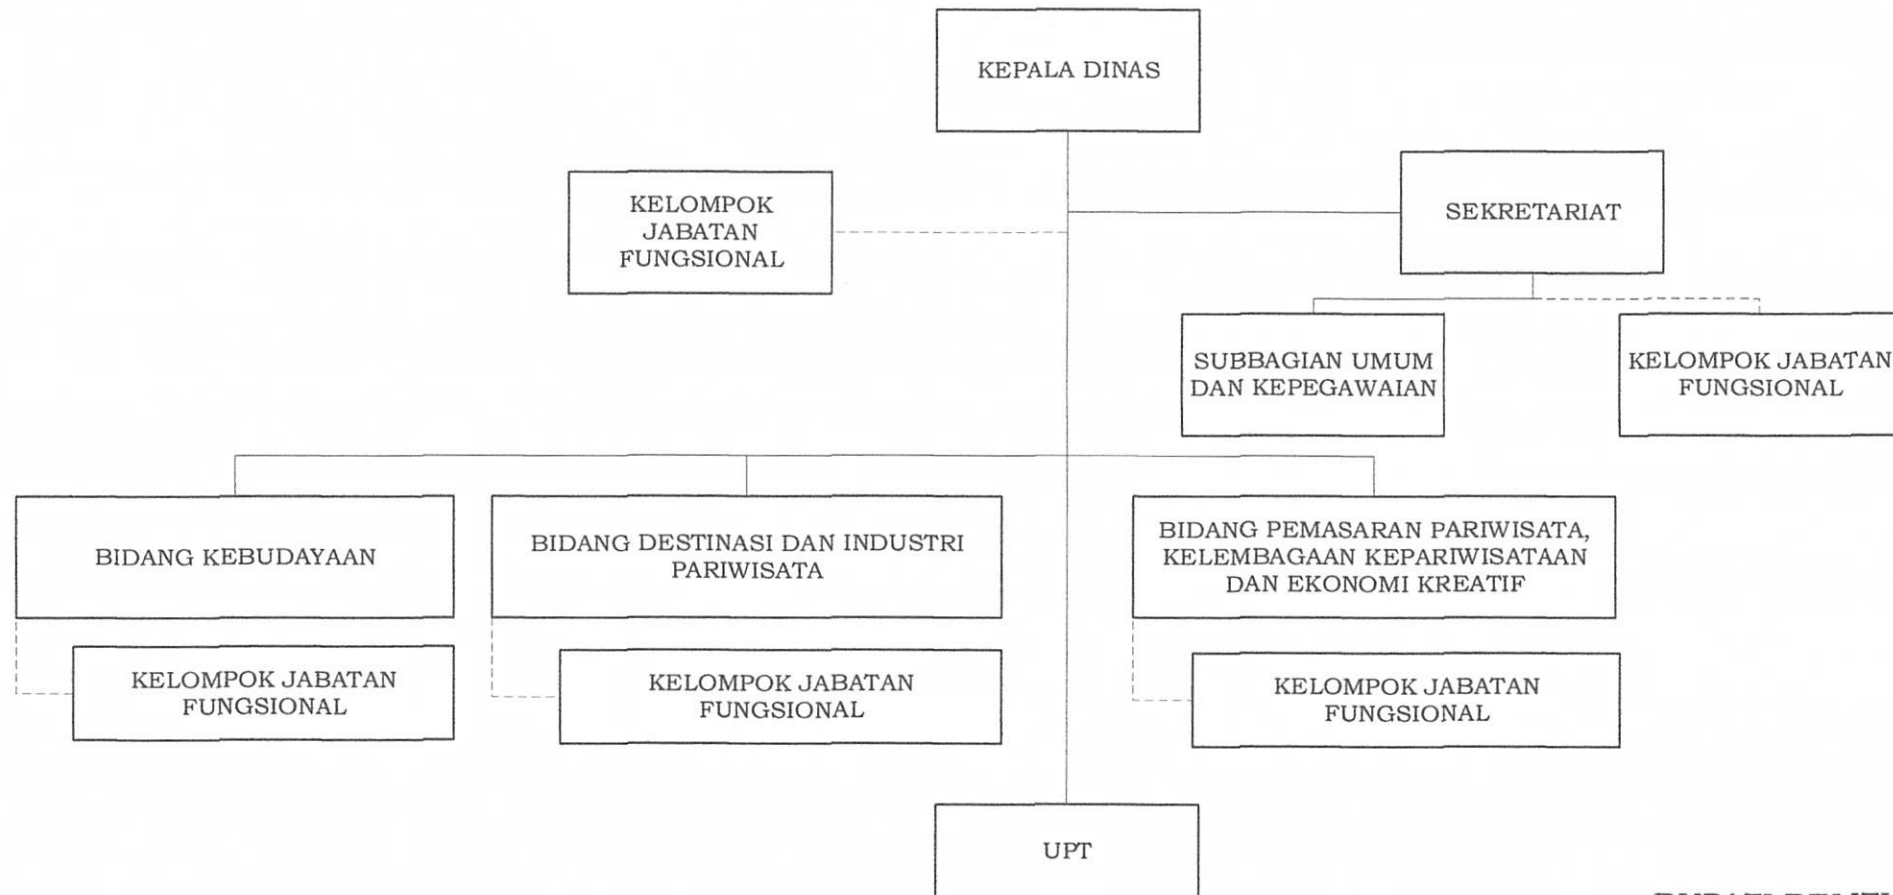 KEPALA DINAS
KELOMPOK
JABATAN
FUNGSIONAL
SEKRETARIAT
SUBBAGIAN UMUM
DAN KEPEGAWAIAN
KELOMPOK JABATAN
FUNGSIONAL
BIDANG KEBUDAYAAN
BIDANG DESTINASI DAN INDUSTRI
PARIWISATA
BIDANG PEMASARAN PARIWISATA,
KELEMBAGAAN KEPARIWISATAAN
DAN EKONOMI KREATIF
KELOMPOK JABATAN
FUNGSIONAL
KELOMPOK JABATAN
FUNGSIONAL
KELOMPOK JABATAN
FUNGSIONAL
UPT